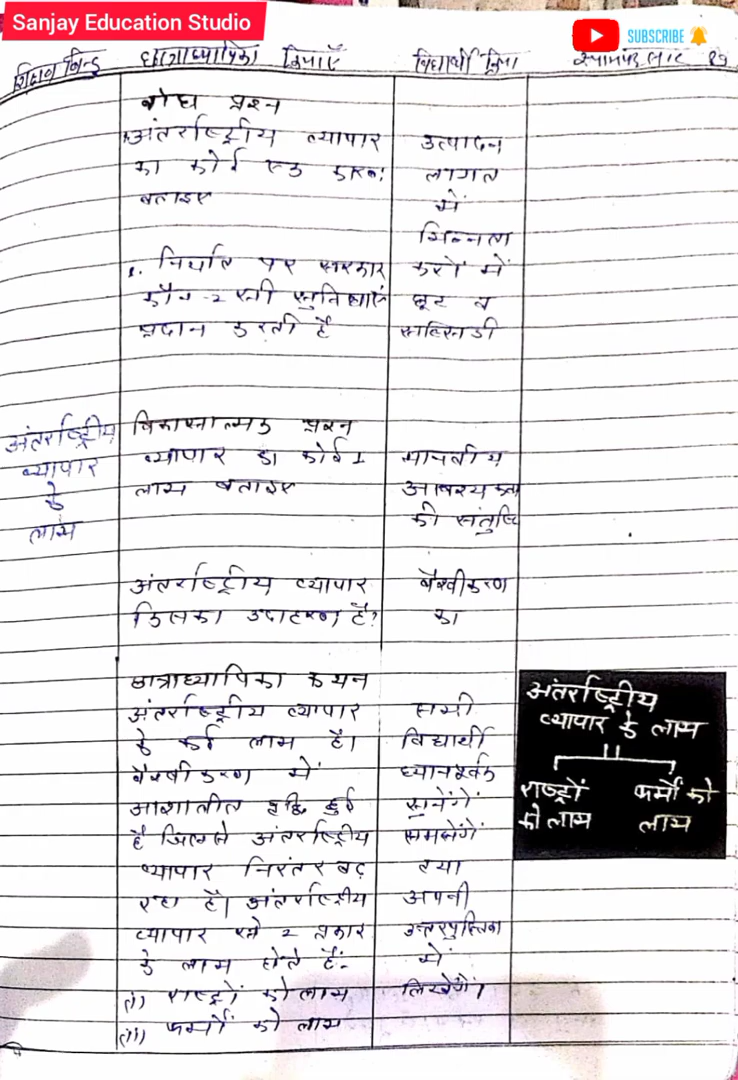 Sanjay Education Studio
SUBSCRIBE
शिक्षण बिन्दु छात्राध्यापिका क्रियाएँ विद्यार्थी क्रिया श्यामपट्ट
बोध प्रश्न
अंतर्राष्ट्रीय व्यापार
का कोई एक कारण
बताइए
उत्पादन
लागत
में
भिन्नता
निर्यात पर सरकार
कौन-2 सी सुविधाएं
प्रदान करती है
करों में
छूट व
सब्सिडी
अंतर्राष्ट्रीय
व्यापार
के
लाभ
विकासात्मक प्रश्न
व्यापार का कोई 1
लाभ बताइए
मानवीय
आवश्यकता
की संतुष्टि
अंतर्राष्ट्रीय व्यापार
किसका उदाहरण है?
वैश्वीकरण
का
छात्राध्यापिका कथन
अंतर्राष्ट्रीय व्यापार
के कई लाभ है।
वैश्वीकरण में
आशातीत वृद्धि हुई
है जिससे अंतर्राष्ट्रीय
व्यापार निरंतर बढ़
रहा है। अंतर्राष्ट्रीय
व्यापार से 2 प्रकार
के लाभ होते हैं:-
(i) राष्ट्रों को लाभ
(ii) फर्मों को लाभ
सभी
विद्यार्थी
ध्यानपूर्वक
सुनेंगें
समझेंगें
तथा
अपनी
उत्तरपुस्तिका
में
लिखेंगें।
अंतर्राष्ट्रीय
व्यापार के लाभ
राष्ट्रों फर्मों को
को लाभ लाभ